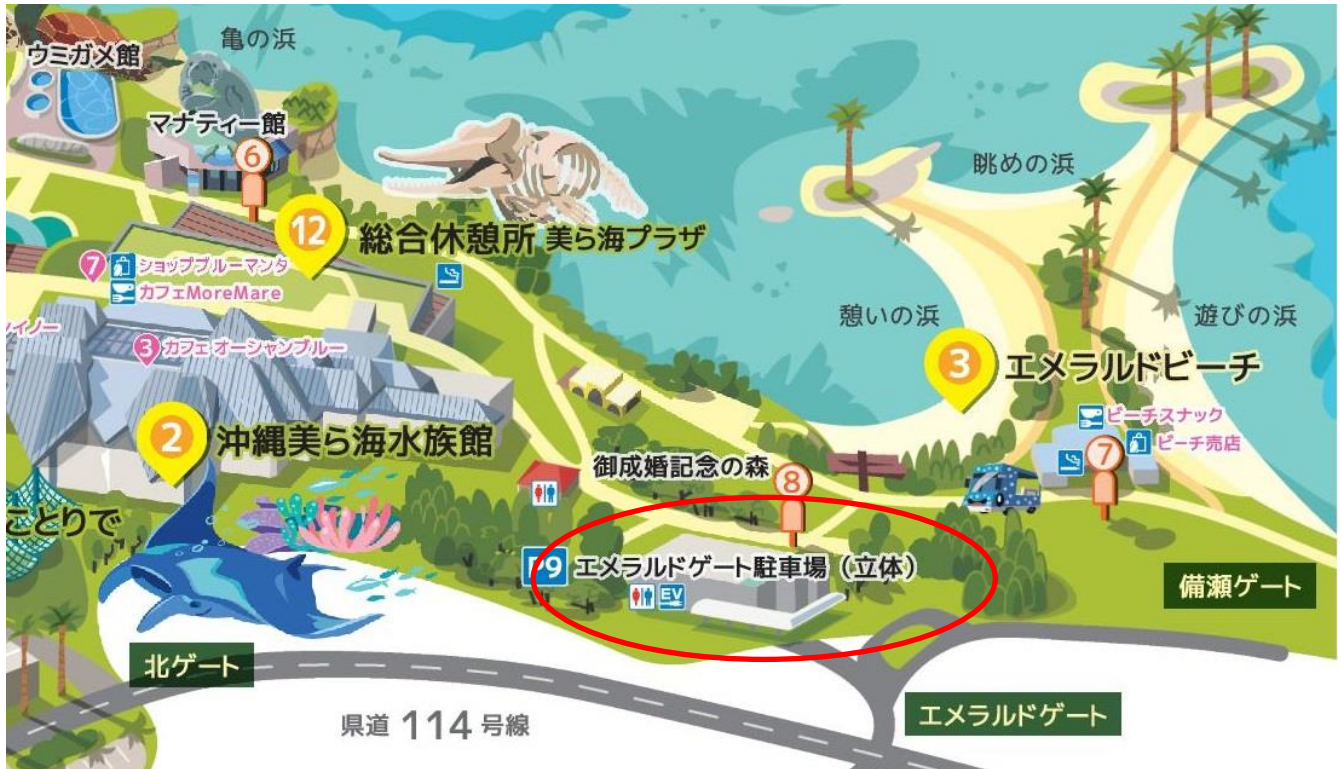 亀の浜
ウミガメ館
マナティー館
6
眺めの浜
12 総合休憩所 美ら海プラザ
7 ショップブルーマンタ
カフェMoreMare
憩いの浜
遊びの浜
イノー
3 カフェ オーシャンブルー
3 エメラルドビーチ
ビーチスナック
ビーチ売店
7
2 沖縄美ら海水族館
御成婚記念の森
8
ことりで
P9 エメラルドゲート駐車場（立体）
EV
備瀬ゲート
北ゲート
エメラルドゲート
県道 114 号線